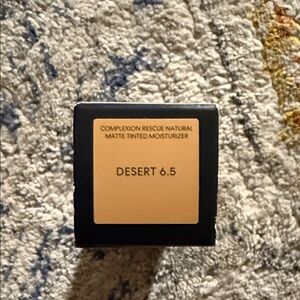 COMPLEXION RESCUE NATURAL
MATTE TINTED MOISTURIZER
DESERT 6.5